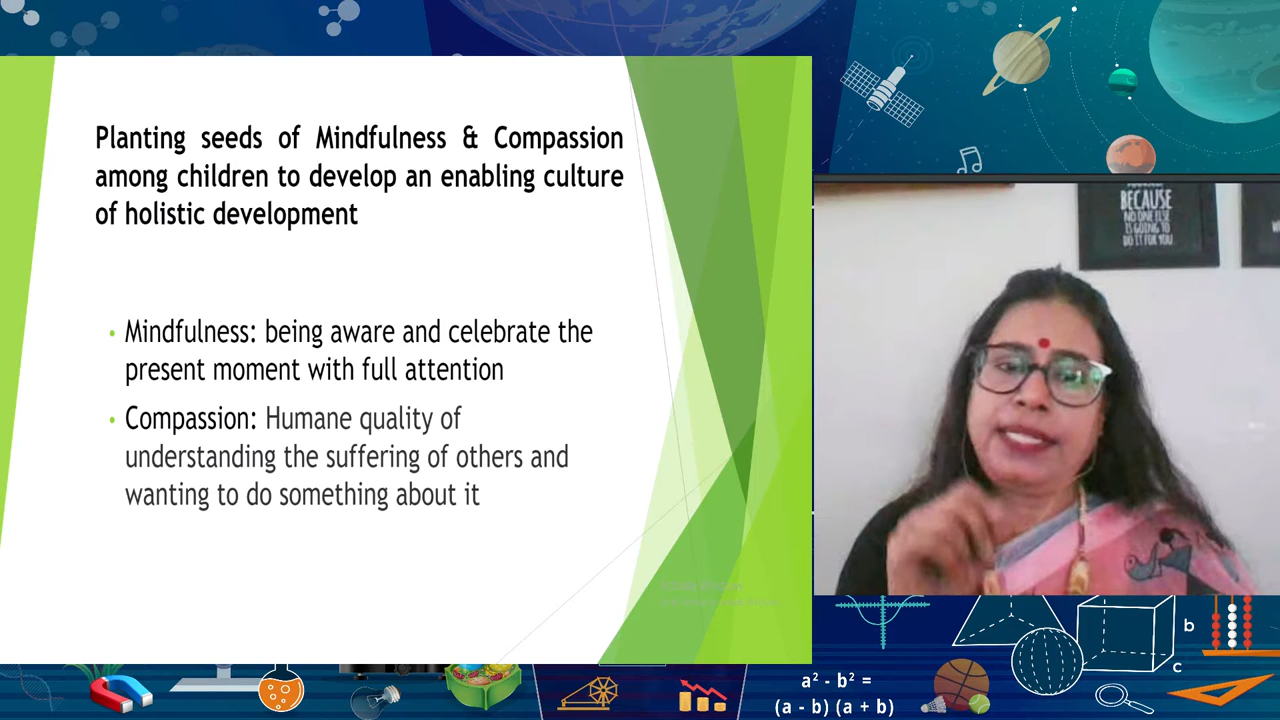 Planting seeds of Mindfulness & Compassion
among children to develop an enabling culture
of holistic development
• Mindfulness: being aware and celebrate the
present moment with full attention
• Compassion: Humane quality of
understanding the suffering of others and
wanting to do something about it
BECAUSE
NO ONE ELSE
IS GOING TO
DO IT FOR YOU
b
c
a² - b² =
(a - b) (a + b)